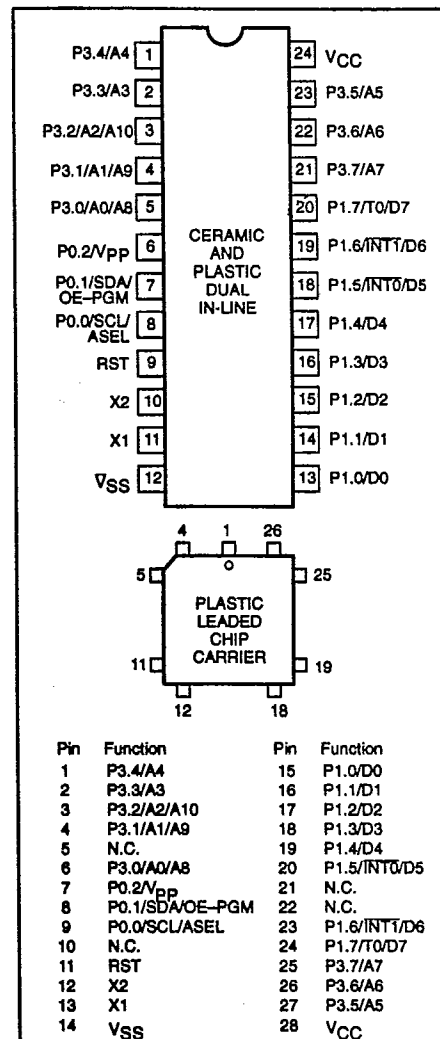 P3.4/A4 1 24 VCC
P3.3/A3 2 23 P3.5/A5
P3.2/A2/A10 3 22 P3.6/A6
P3.1/A1/A9 4 21 P3.7/A7
P3.0/A0/A8 5 20 P1.7/T0/D7
P0.2/VPP 6 19 P1.6/INT1/D6
P0.1/SDA/
OE–PGM 7 18 P1.5/INT0/D5
P0.0/SCL/
ASEL 8 17 P1.4/D4
RST 9 16 P1.3/D3
X2 10 15 P1.2/D2
X1 11 14 P1.1/D1
VSS 12 13 P1.0/D0
CERAMIC
AND
PLASTIC
DUAL
IN-LINE
4 1 26
5 25
PLASTIC
LEADED
CHIP
CARRIER
11 19
12 18
Pin Function Pin Function
1 P3.4/A4 15 P1.0/D0
2 P3.3/A3 16 P1.1/D1
3 P3.2/A2/A10 17 P1.2/D2
4 P3.1/A1/A9 18 P1.3/D3
5 N.C. 19 P1.4/D4
6 P3.0/A0/A8 20 P1.5/INT0/D5
7 P0.2/VPP 21 N.C.
8 P0.1/SDA/OE–PGM 22 N.C.
9 P0.0/SCL/ASEL 23 P1.6/INT1/D6
10 N.C. 24 P1.7/T0/D7
11 RST 25 P3.7/A7
12 X2 26 P3.6/A6
13 X1 27 P3.5/A5
14 VSS 28 VCC